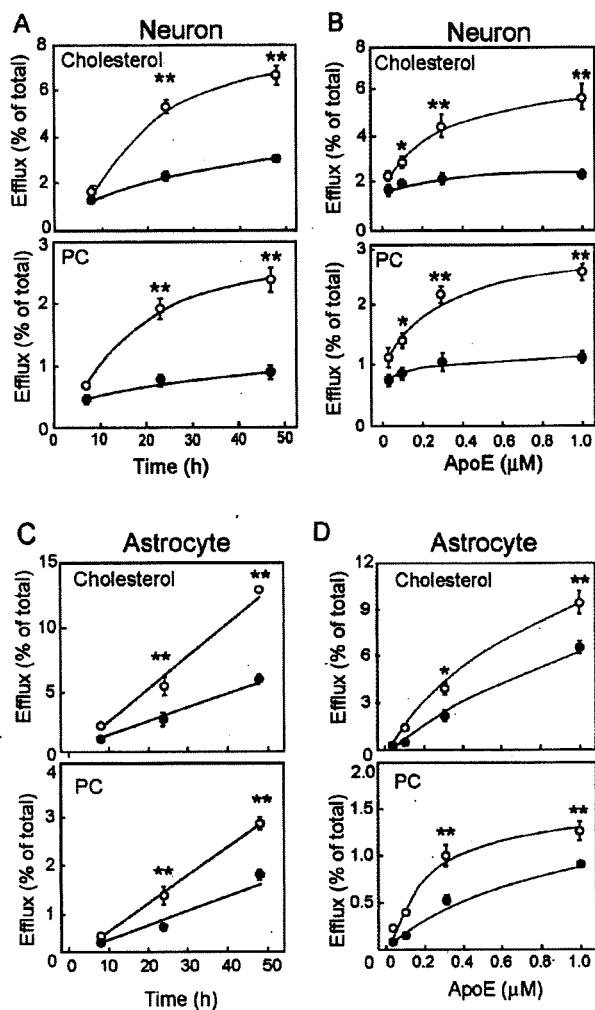 A
Neuron
Cholesterol
**
**
8
6
4
2
0
Efflux (% of total)
PC
**
**
3
2
1
0
Efflux (% of total)
0 10 20 30 40 50
Time (h)
B
Neuron
Cholesterol
*
**
**
8
6
4
2
0
Efflux (% of total)
PC
*
**
**
3
2
1
0
Efflux (% of total)
0 0.2 0.4 0.6 0.8 1.0
ApoE (μM)
C
Astrocyte
Cholesterol
**
**
15
10
5
0
Efflux (% of total)
PC
**
**
4
3
2
1
0
Efflux (% of total)
0 10 20 30 40 50
Time (h)
D
Astrocyte
Cholesterol
*
**
12
9
6
3
0
Efflux (% of total)
PC
**
**
2.0
1.5
1.0
0.5
0
Efflux (% of total)
0 0.2 0.4 0.6 0.8 1.0
ApoE (μM)